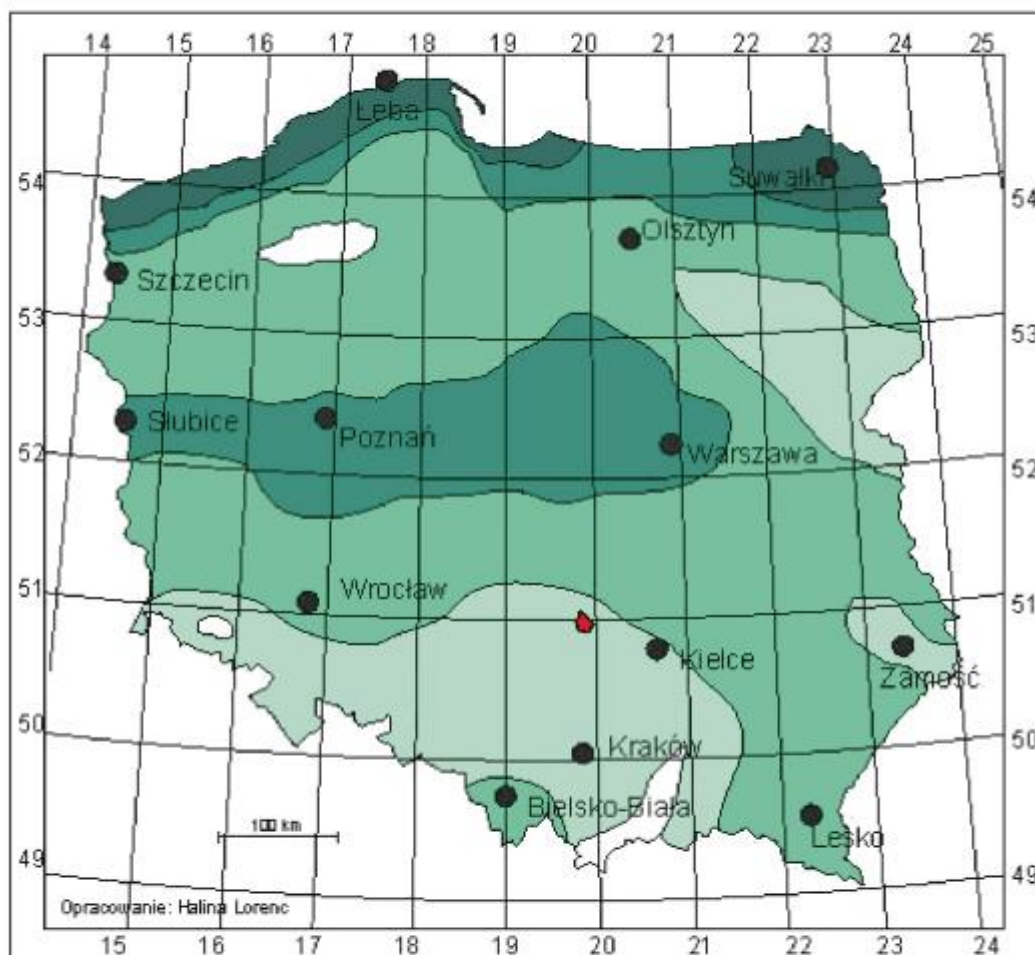 14 15 16 17 18 19 20 21 22 23 24 25
Łeba
54 Suwałki 54
Olsztyn
Szczecin
53 53
Słubice Poznań Warszawa
52 52
51 Wrocław 51
Kielce Zamość
50 Kraków 50
Bielsko-Biała
100 km Lesko
49 49
Opracowanie: Halina Lorenc
15 16 17 18 19 20 21 22 23 24